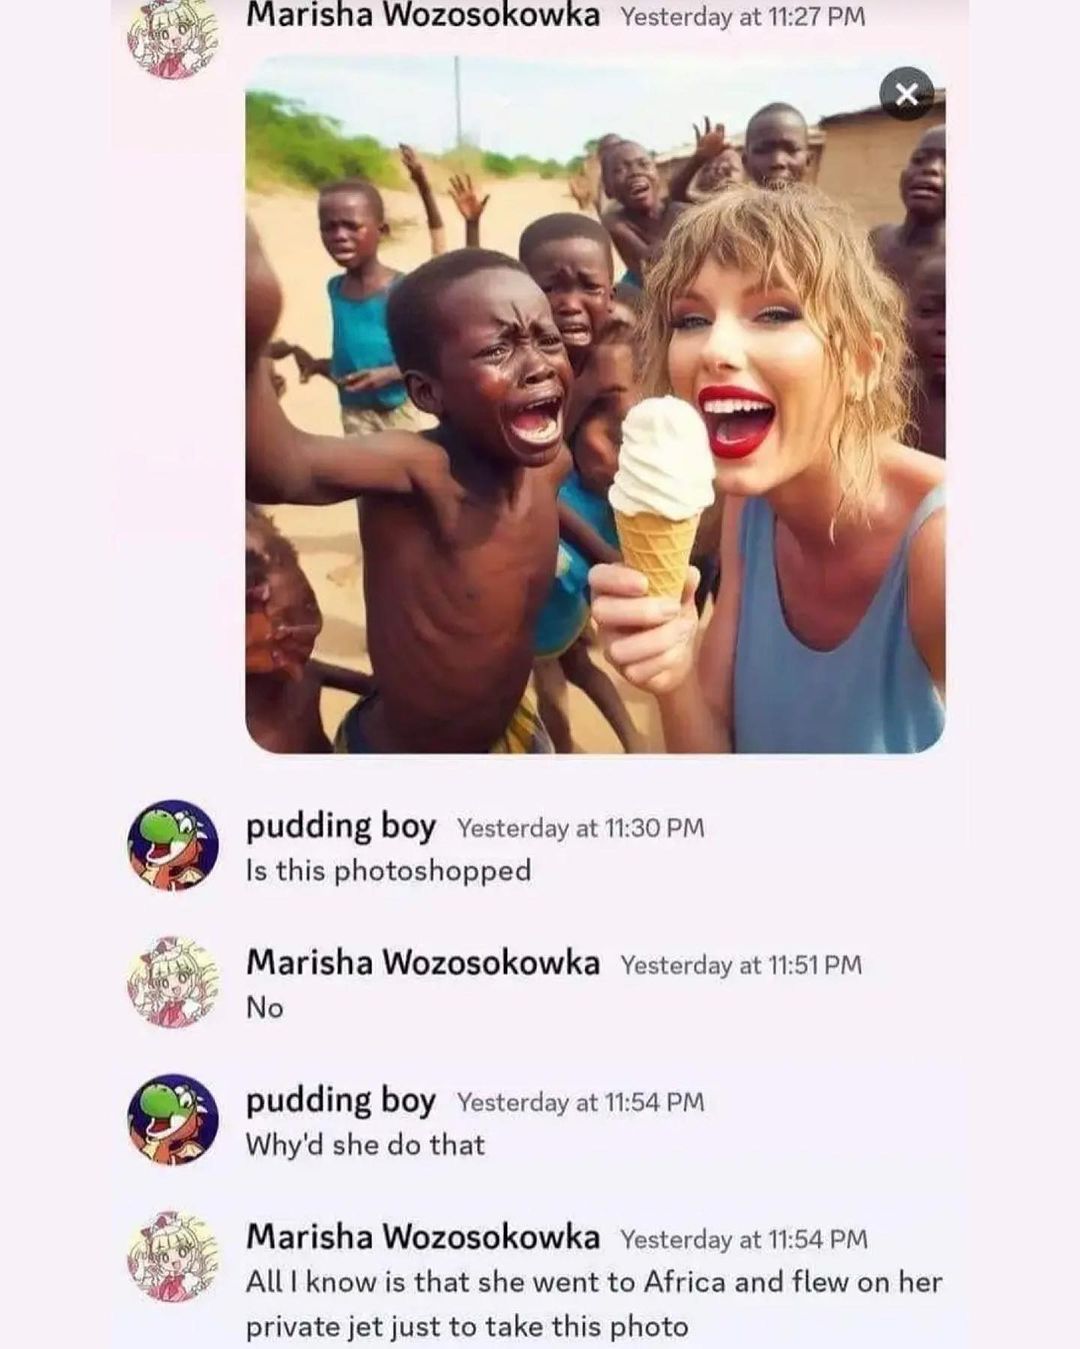 Marisha Wozosokowka Yesterday at 11:27 PM
pudding boy Yesterday at 11:30 PM
Is this photoshopped
Marisha Wozosokowka Yesterday at 11:51 PM
No
pudding boy Yesterday at 11:54 PM
Why'd she do that
Marisha Wozosokowka Yesterday at 11:54 PM
All I know is that she went to Africa and flew on her
private jet just to take this photo